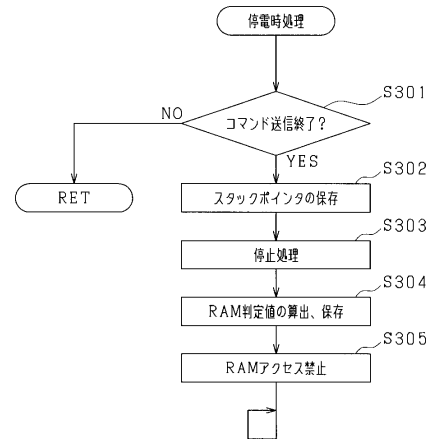 停電時処理
S301
コマンド送信終了？
NO
YES
RET
S302
スタックポインタの保存
S303
停止処理
S304
RAM判定値の算出、保存
S305
RAMアクセス禁止